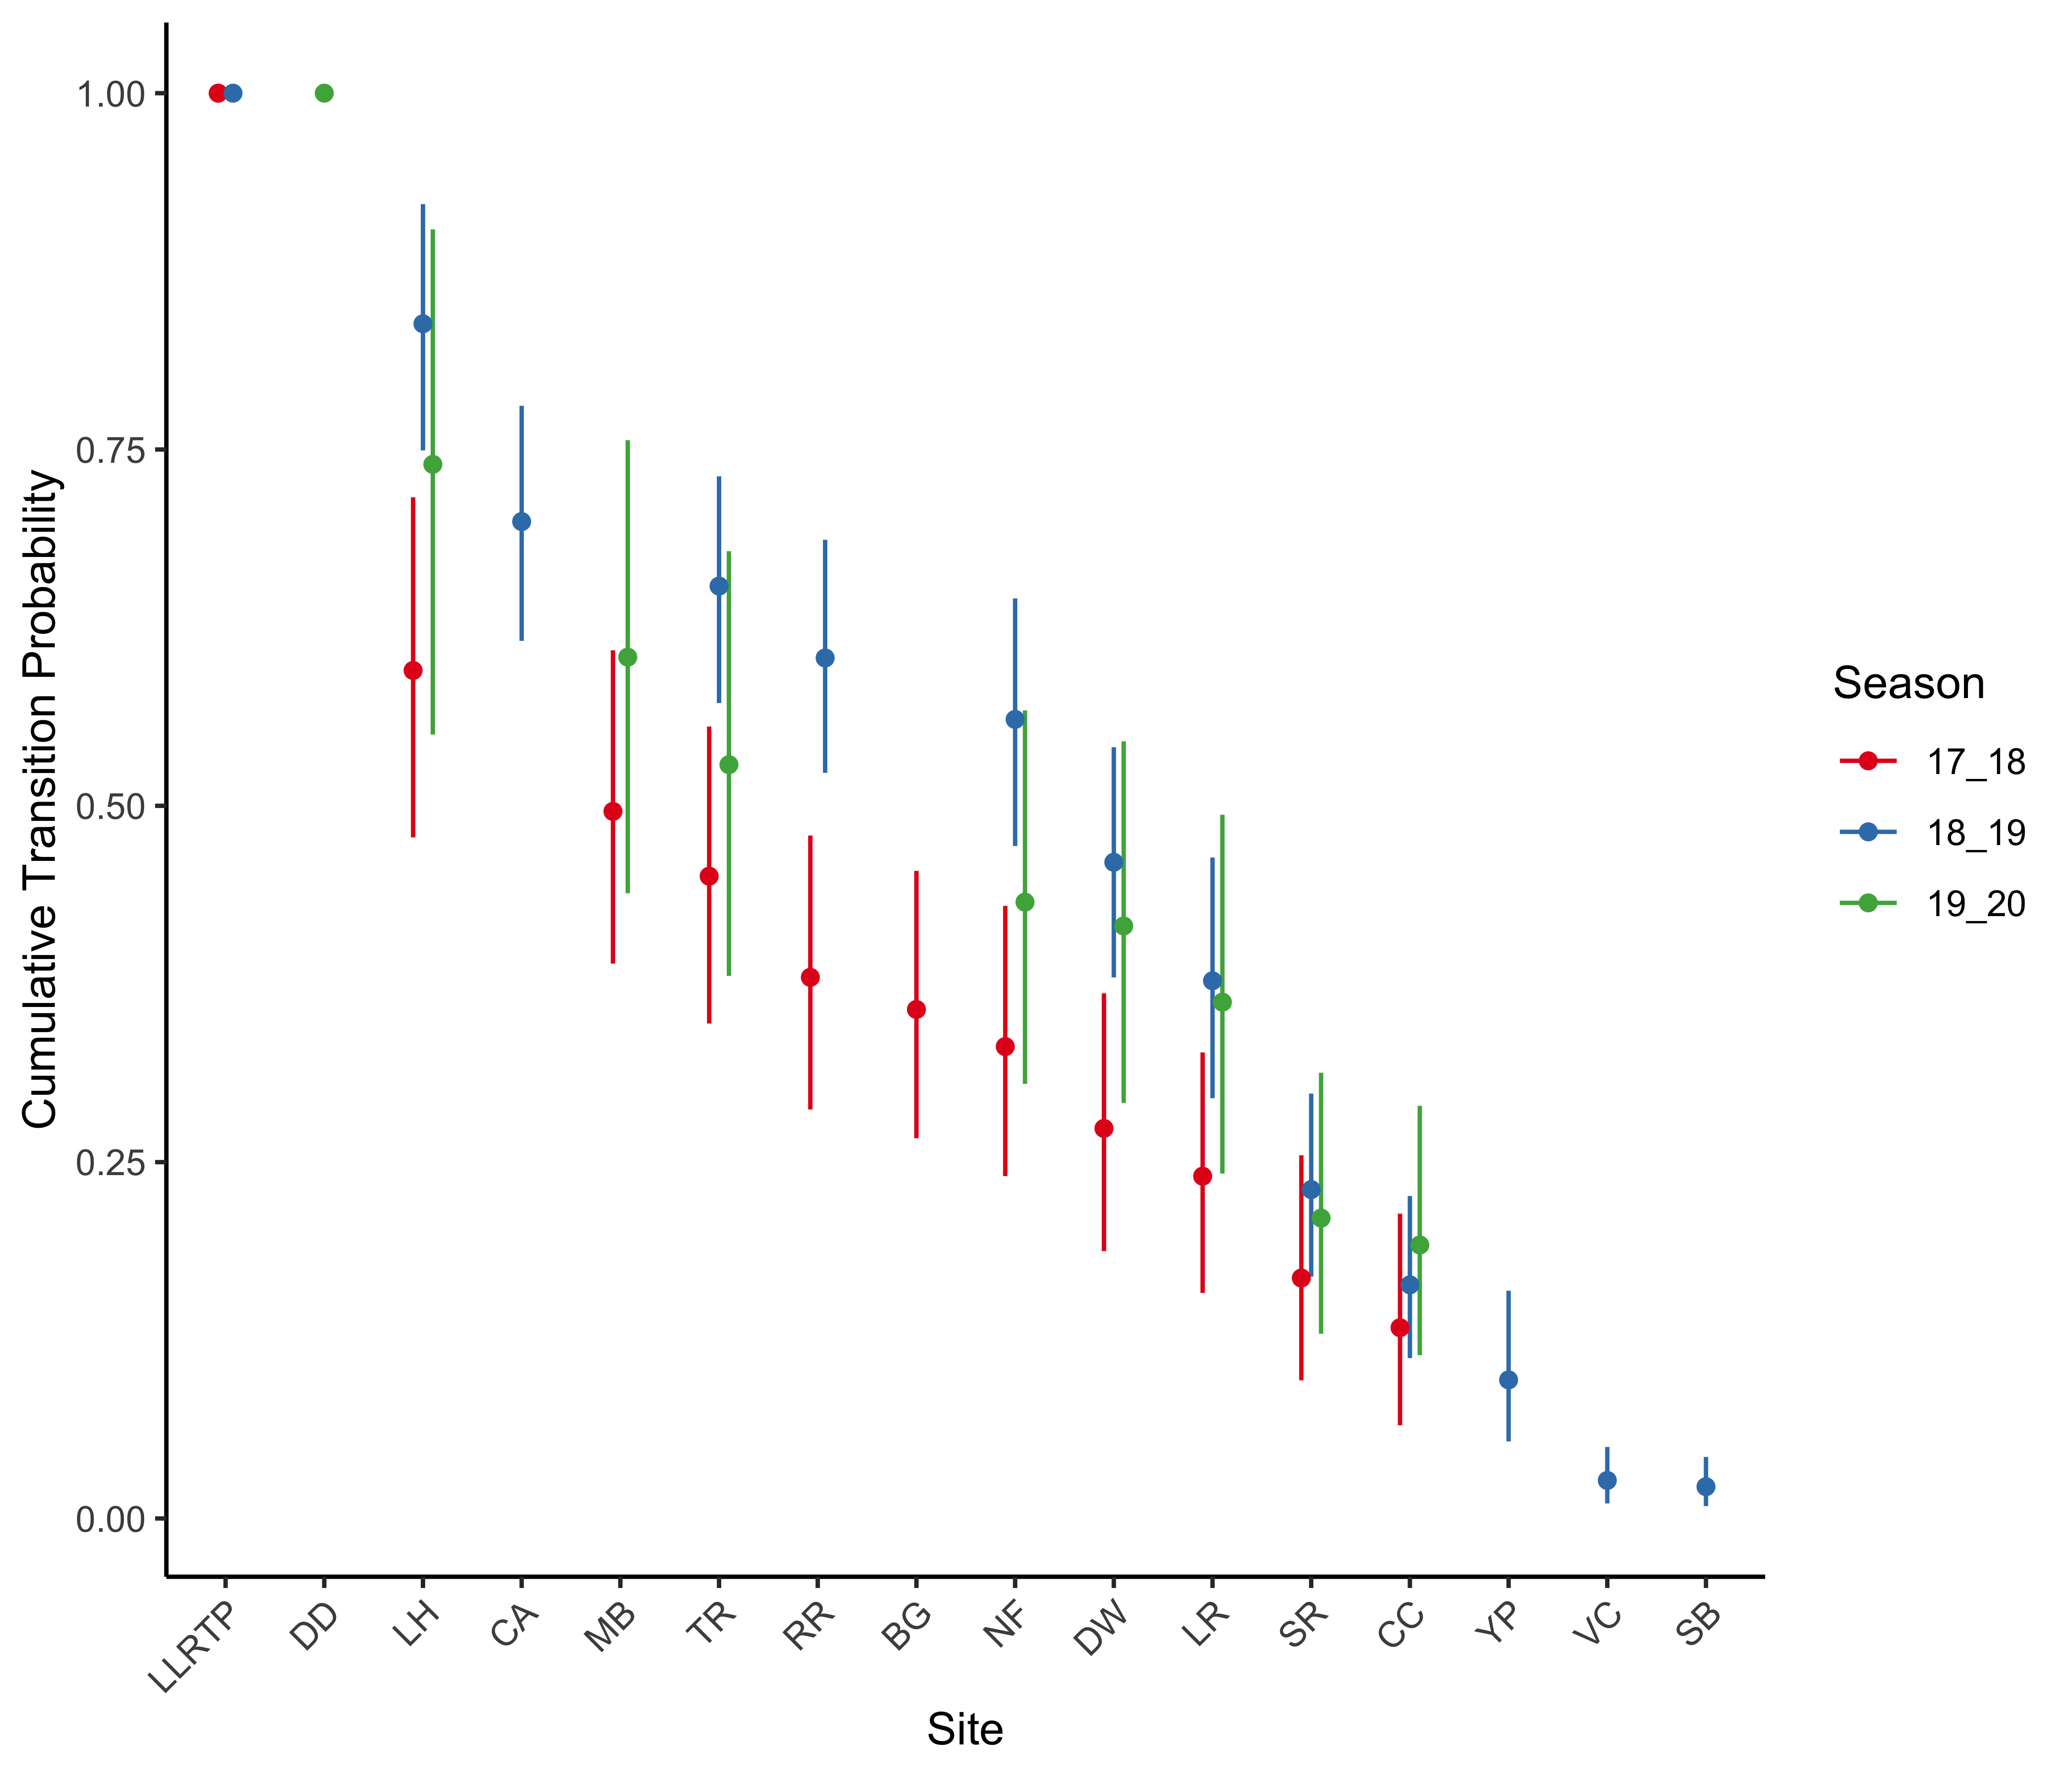 Cumulative Transition Probability
1.00
0.75
0.50
0.25
0.00
LLRTP
DD
LH
CA
MB
TR
RR
BG
NF
DW
LR
SR
CC
YP
VC
SB
Site
Season
17_18
18_19
19_20